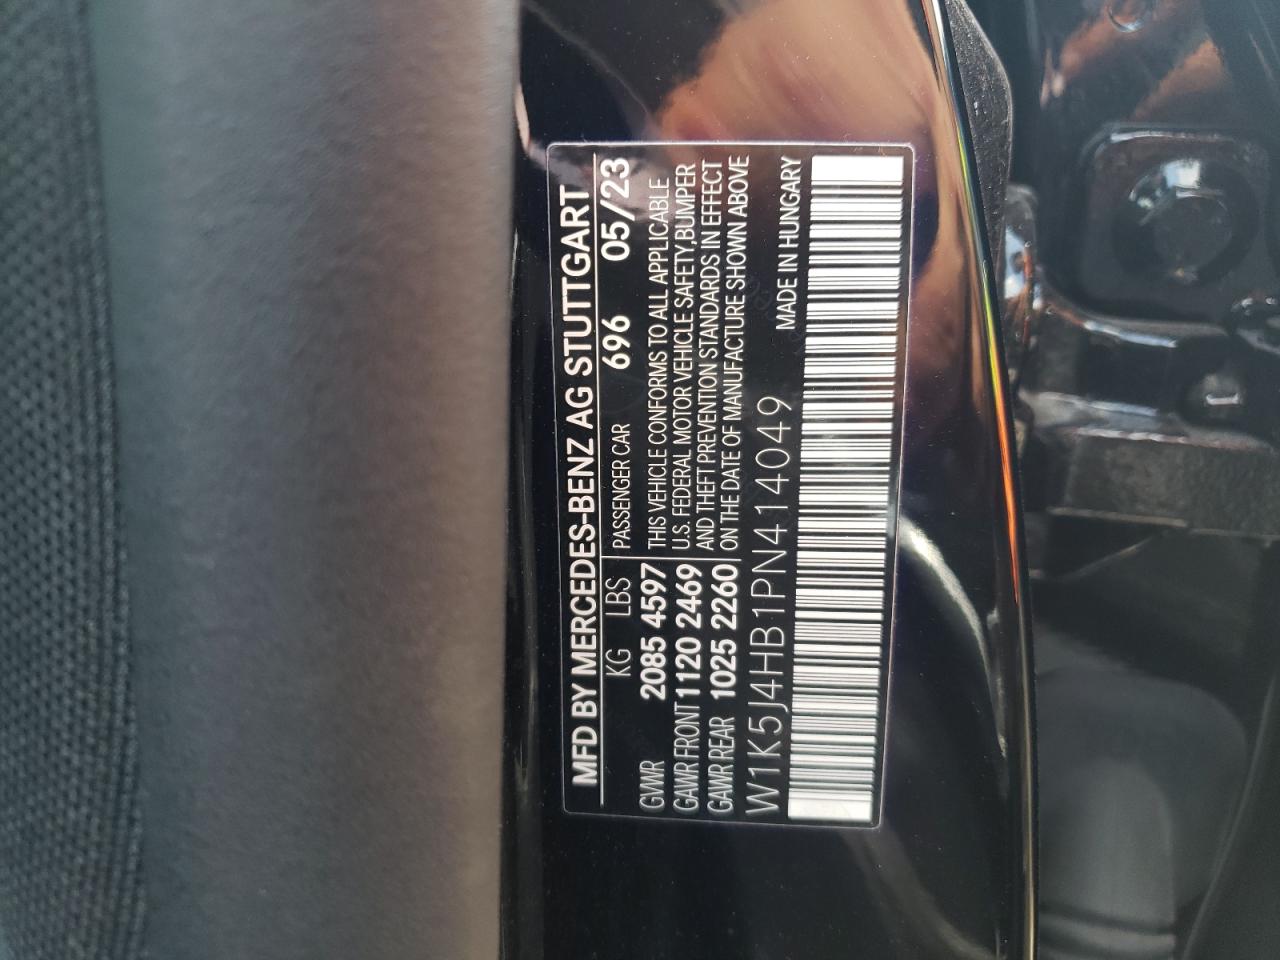 MFD BY MERCEDES-BENZ AG STUTTGART
KG LBS PASSENGER CAR 696 05/23
GVWR 2085 4597 THIS VEHICLE CONFORMS TO ALL APPLICABLE
GAWR FRONT 1120 2469 U.S. FEDERAL MOTOR VEHICLE SAFETY,BUMPER
GAWR REAR 1025 2260 AND THEFT PREVENTION STANDARDS IN EFFECT
ON THE DATE OF MANUFACTURE SHOWN ABOVE
W1K5J4HB1PN414049 MADE IN HUNGARY